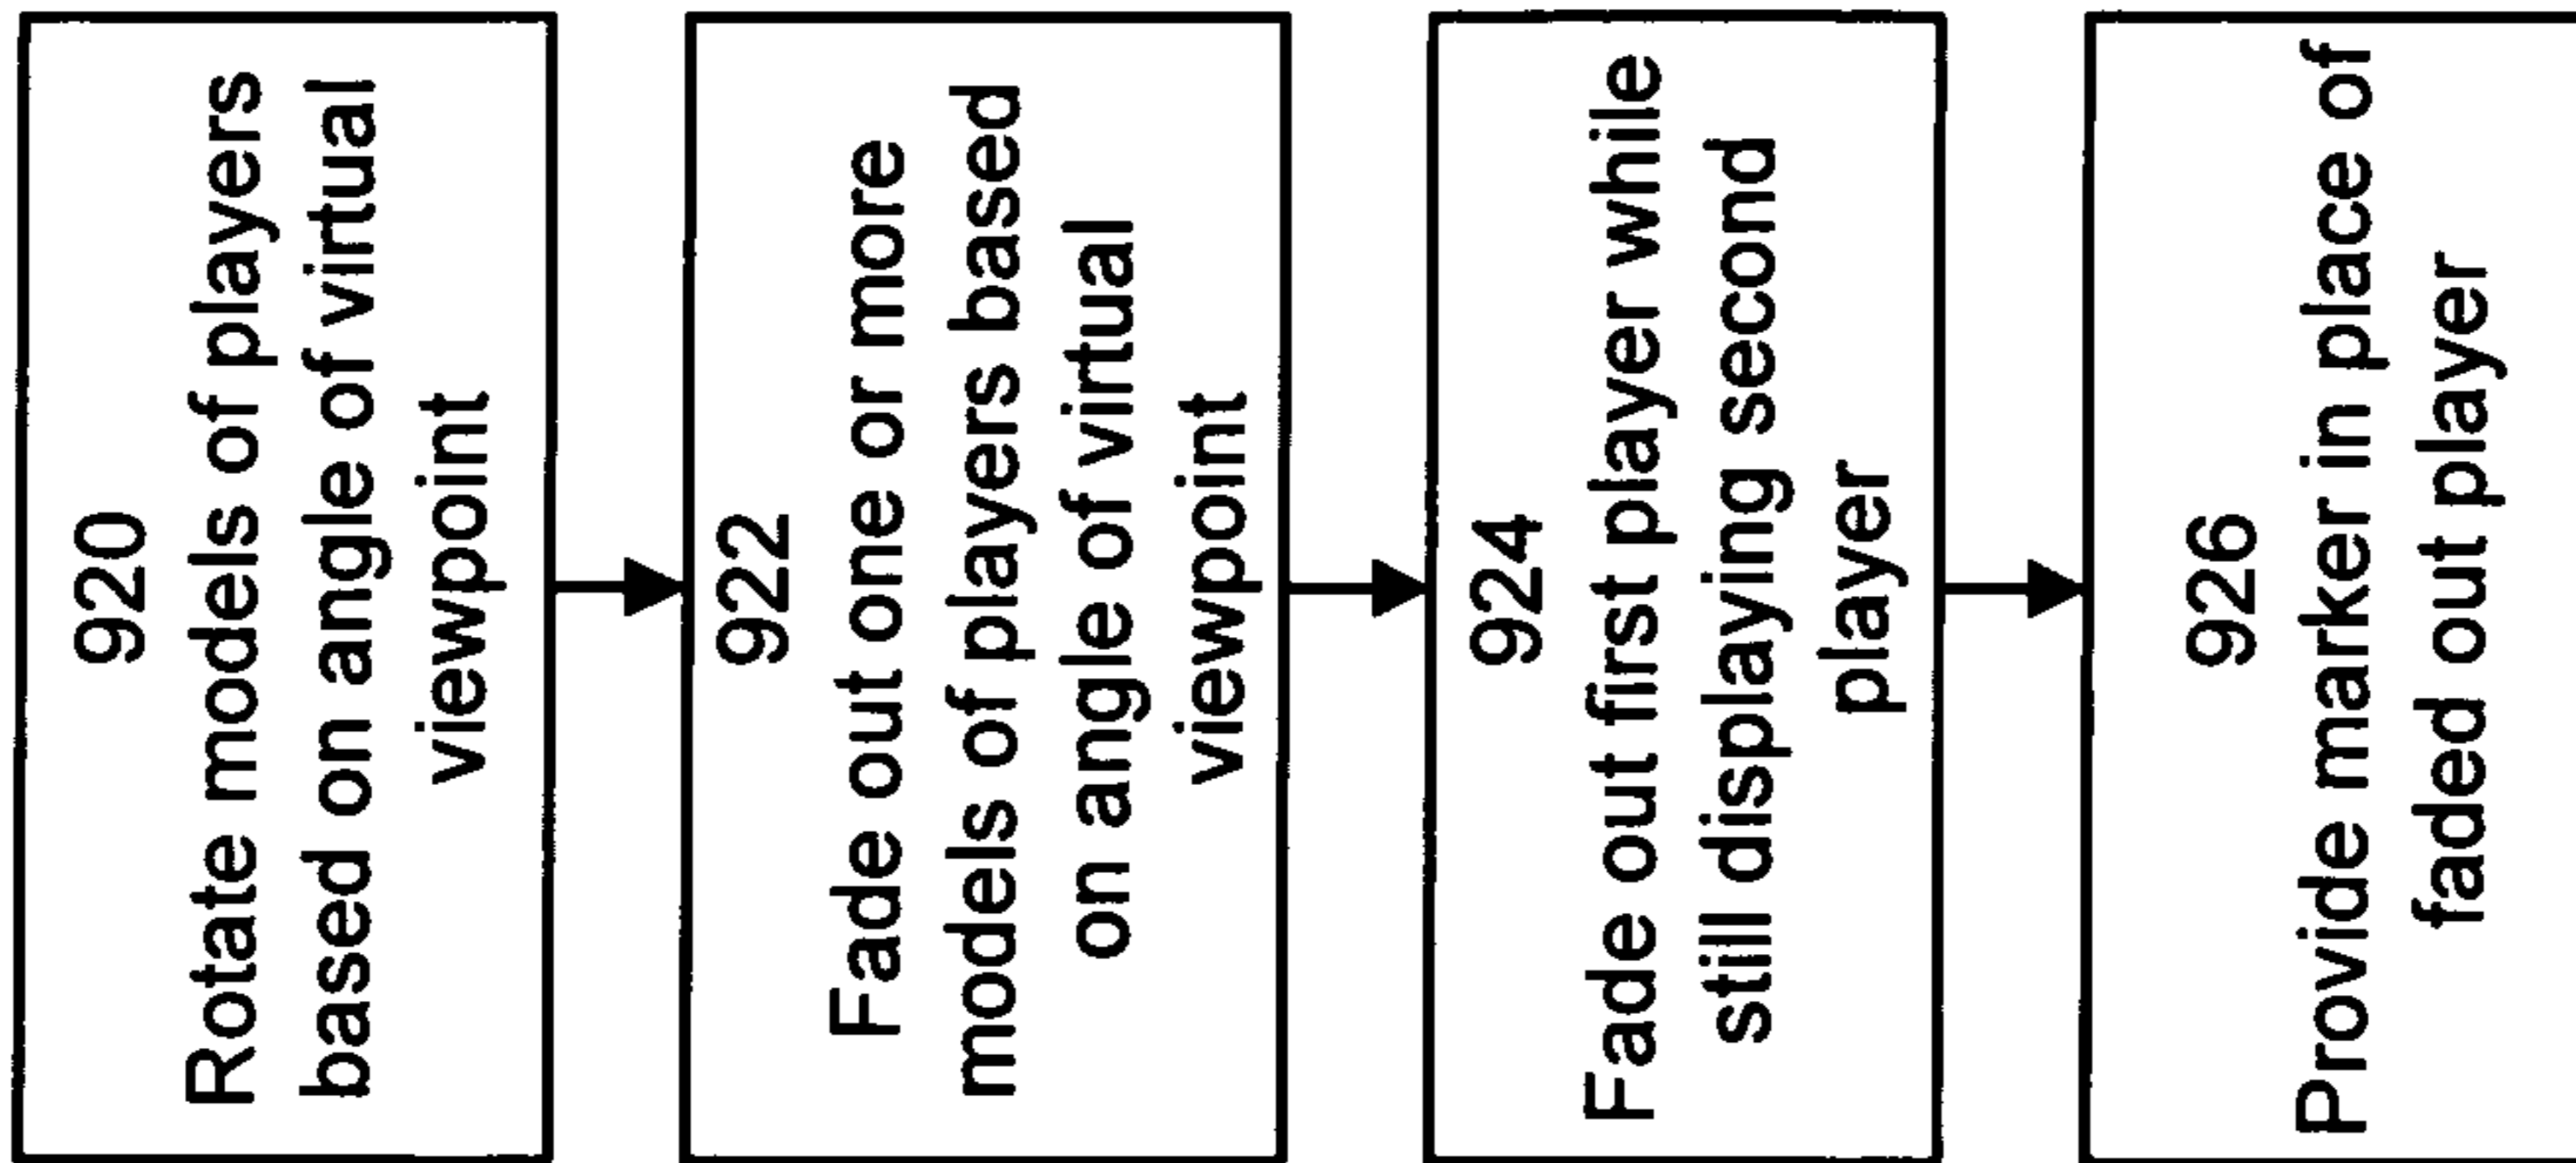 920
Rotate models of players
based on angle of virtual
viewpoint
922
Fade out one or more
models of players based
on angle of virtual
viewpoint
924
Fade out first player while
still displaying second
player
926
Provide marker in place of
faded out player